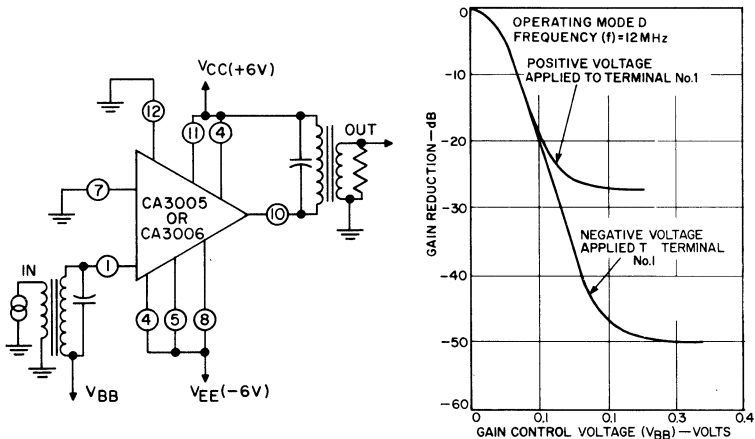 VCC(+6V)
12
11
4
OUT
7
CA3005
OR
CA3006
10
IN
1
4
5
8
VBB
VEE(-6V)
OPERATING MODE D
FREQUENCY (f)=12MHz
POSITIVE VOLTAGE
APPLIED TO TERMINAL No.1
NEGATIVE VOLTAGE
APPLIED T TERMINAL
No.1
GAIN REDUCTION—dB
0
-10
-20
-30
-40
-50
-60
0
0.1
0.1
0.3
0.4
GAIN CONTROL VOLTAGE (VBB)—VOLTS